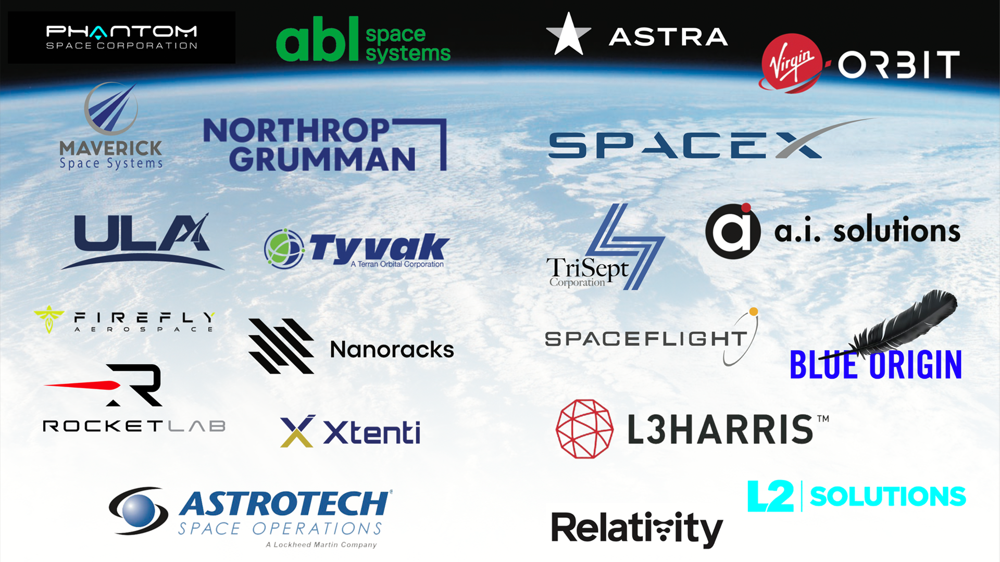 PHANTOM
SPACE CORPORATION
abl space
systems
ASTRA
Virgin ORBIT
MAVERICK
Space Systems
NORTHROP
GRUMMAN
SPACEX
ULA
Tyvak
A Terran Orbital Corporation
TriSept
Corporation
ai a.i. solutions
FIREFLY
AEROSPACE
Nanoracks
SPACEFLIGHT
BLUE ORIGIN
R
ROCKETLAB
X Xtenti
L3HARRIS™
ASTROTECH®
SPACE OPERATIONS
A Lockheed Martin Company
Relativity
L2 | SOLUTIONS